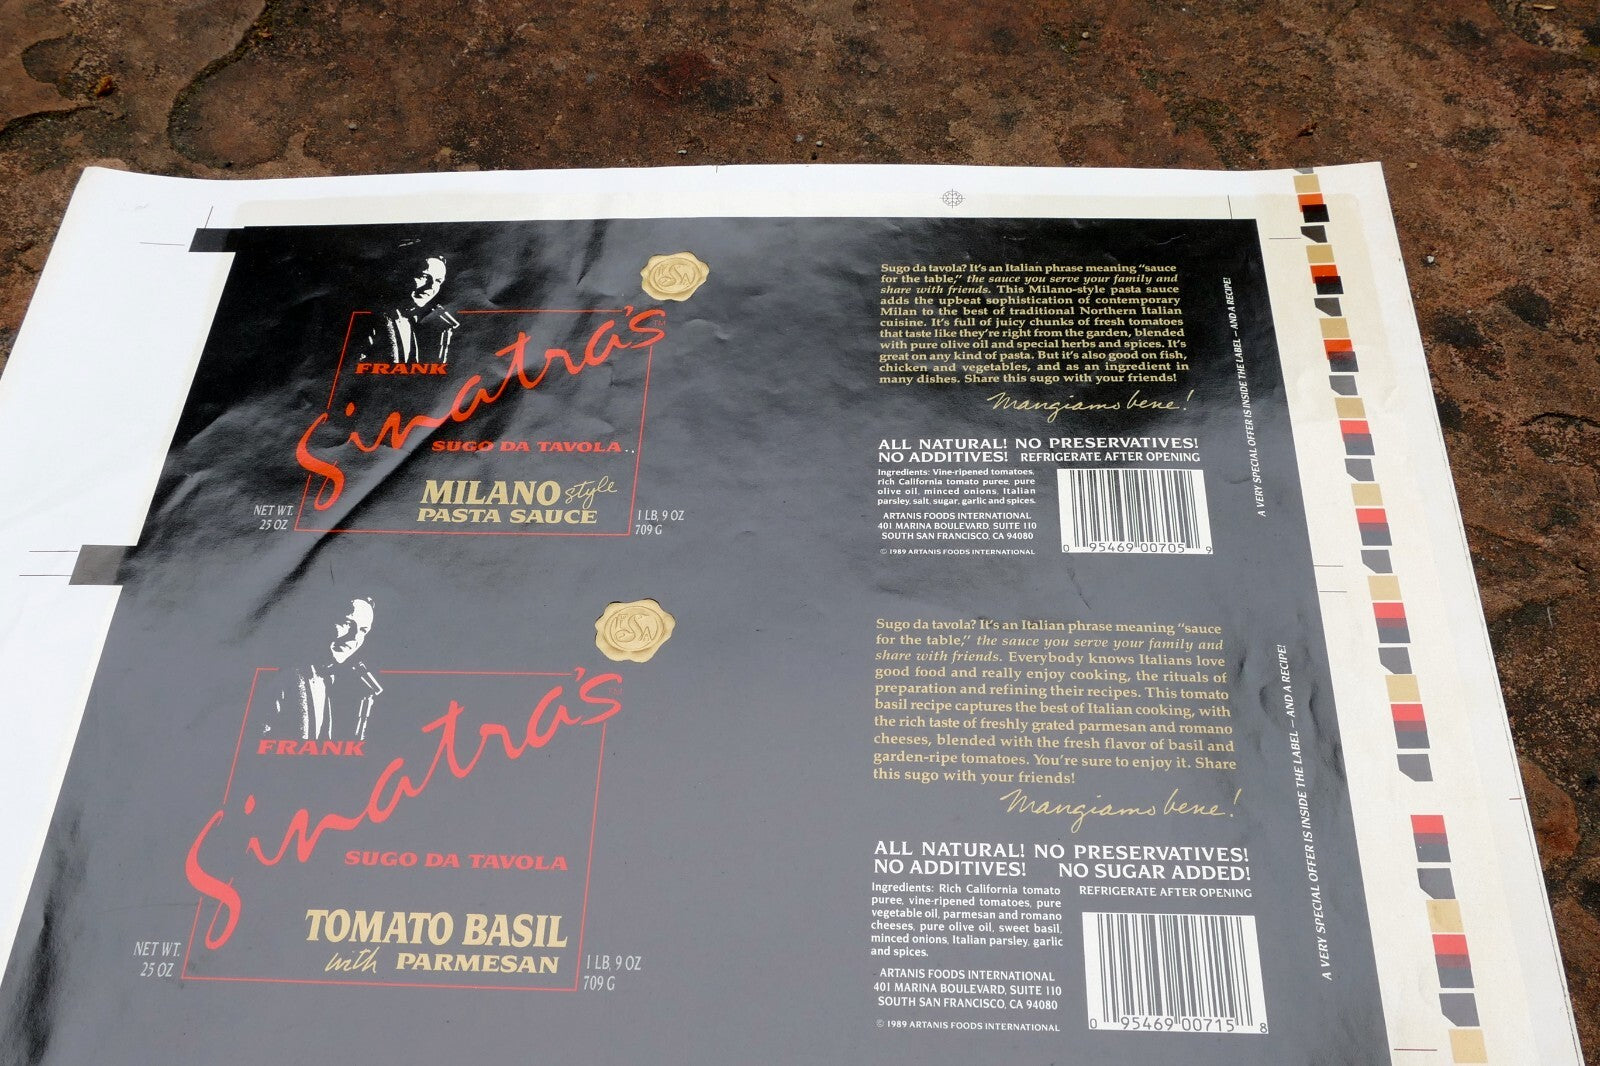 FRANK
Sinatra's
SUGO DA TAVOLA
MILANO style
PASTA SAUCE
NET WT.
25 OZ
1 LB, 9 OZ
709 G
Sugo da tavola? It's an Italian phrase meaning "sauce
for the table," the sauce you serve your family and
share with friends. This Milano-style pasta sauce
adds the upbeat sophistication of contemporary
Milan to the best of traditional Northern Italian
cuisine. It's full of juicy chunks of fresh tomatoes
that taste like they're right from the garden, blended
with pure olive oil and special herbs and spices. It's
great on any kind of pasta. But it's also good on fish,
chicken and vegetables, and as an ingredient in
many dishes. Share this sugo with your friends!
Mangiamo bene!
ALL NATURAL! NO PRESERVATIVES!
NO ADDITIVES! REFRIGERATE AFTER OPENING
Ingredients: Vine-ripened tomatoes,
rich California tomato puree, pure
olive oil, minced onions, Italian
parsley, salt, sugar, garlic and spices.
ARTANIS FOODS INTERNATIONAL
401 MARINA BOULEVARD, SUITE 110
SOUTH SAN FRANCISCO, CA 94080
© 1989 ARTANIS FOODS INTERNATIONAL
0 95469 00705 9
A VERY SPECIAL OFFER IS INSIDE THE LABEL – AND A RECIPE!
FRANK
Sinatra's™
SUGO DA TAVOLA
TOMATO BASIL
with PARMESAN
NET WT.
25 OZ
1 LB, 9 OZ
709 G
Sugo da tavola? It's an Italian phrase meaning "sauce
for the table," the sauce you serve your family and
share with friends. Everybody knows Italians love
good food and really enjoy cooking, the rituals of
preparation and refining their recipes. This tomato
basil recipe captures the best of Italian cooking, with
the rich taste of freshly grated parmesan and romano
cheeses, blended with the fresh flavor of basil and
garden-ripe tomatoes. You're sure to enjoy it. Share
this sugo with your friends!
Mangiamo bene!
ALL NATURAL! NO PRESERVATIVES!
NO ADDITIVES! NO SUGAR ADDED!
REFRIGERATE AFTER OPENING
Ingredients: Rich California tomato
puree, vine-ripened tomatoes, pure
vegetable oil, parmesan and romano
cheeses, pure olive oil, sweet basil,
minced onions, Italian parsley, garlic
and spices.
ARTANIS FOODS INTERNATIONAL
401 MARINA BOULEVARD, SUITE 110
SOUTH SAN FRANCISCO, CA 94080
© 1989 ARTANIS FOODS INTERNATIONAL
0 95469 00715 8
A VERY SPECIAL OFFER IS INSIDE THE LABEL – AND A RECIPE!